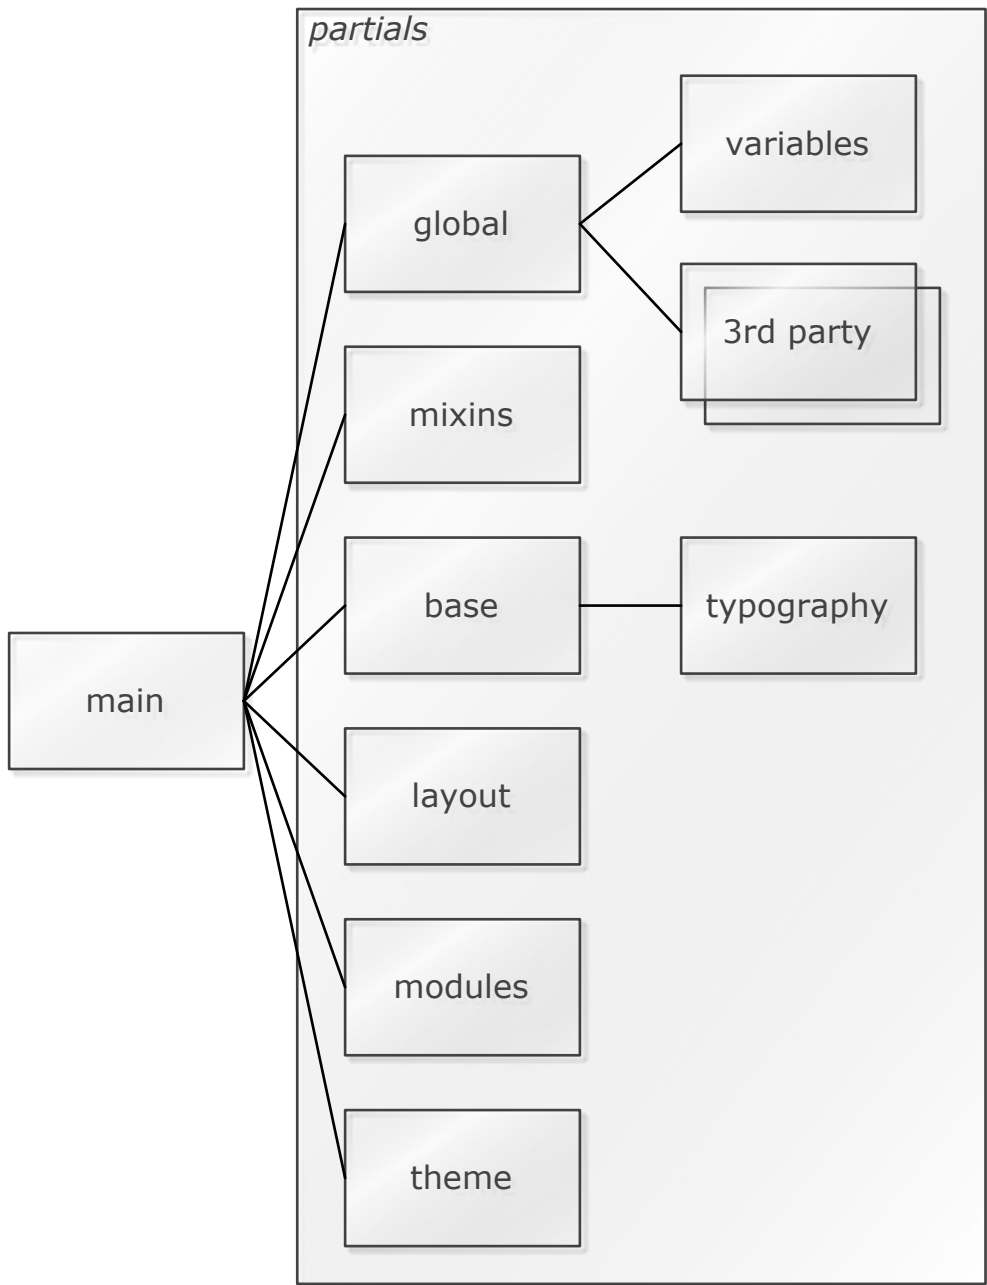 partials
variables
global
3rd party
mixins
base
typography
main
layout
modules
theme